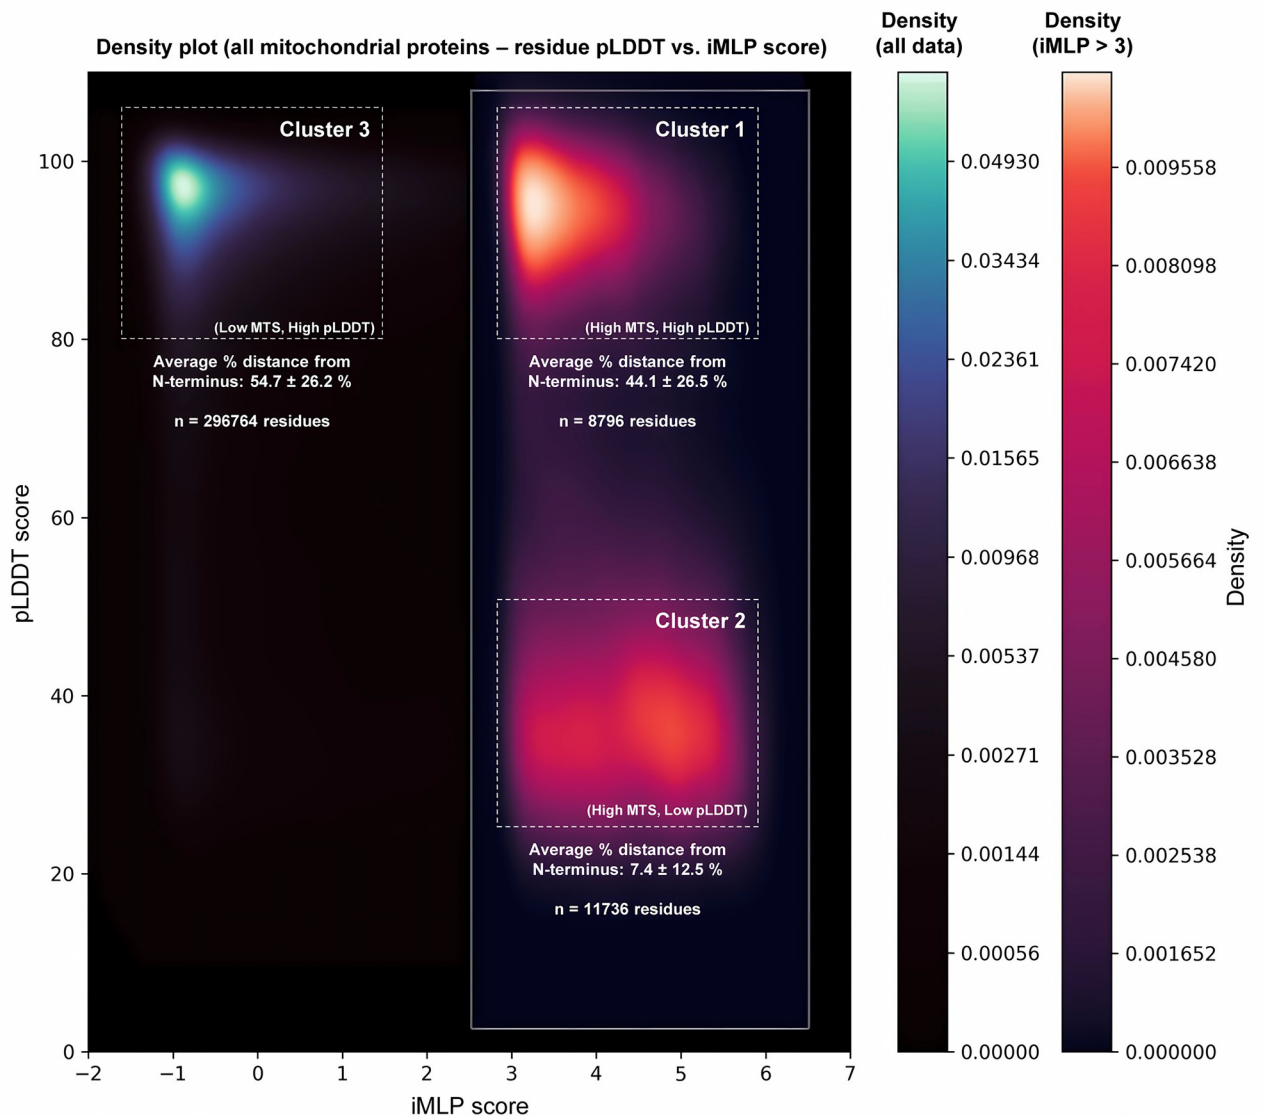 Density plot (all mitochondrial proteins – residue pLDDT vs. iMLP score)
Density
(all data)
Density
(iMLP > 3)
Cluster 3
(Low MTS, High pLDDT)
Average % distance from
N-terminus: 54.7 ± 26.2 %
n = 296764 residues
Cluster 1
(High MTS, High pLDDT)
Average % distance from
N-terminus: 44.1 ± 26.5 %
n = 8796 residues
Cluster 2
(High MTS, Low pLDDT)
Average % distance from
N-terminus: 7.4 ± 12.5 %
n = 11736 residues
pLDDT score
100
80
60
40
20
0
−2
−1
0
1
2
3
4
5
6
7
iMLP score
0.04930
0.03434
0.02361
0.01565
0.00968
0.00537
0.00271
0.00144
0.00056
0.00000
0.009558
0.008098
0.007420
0.006638
0.005664
0.004580
0.003528
0.002538
0.001652
0.000000
Density